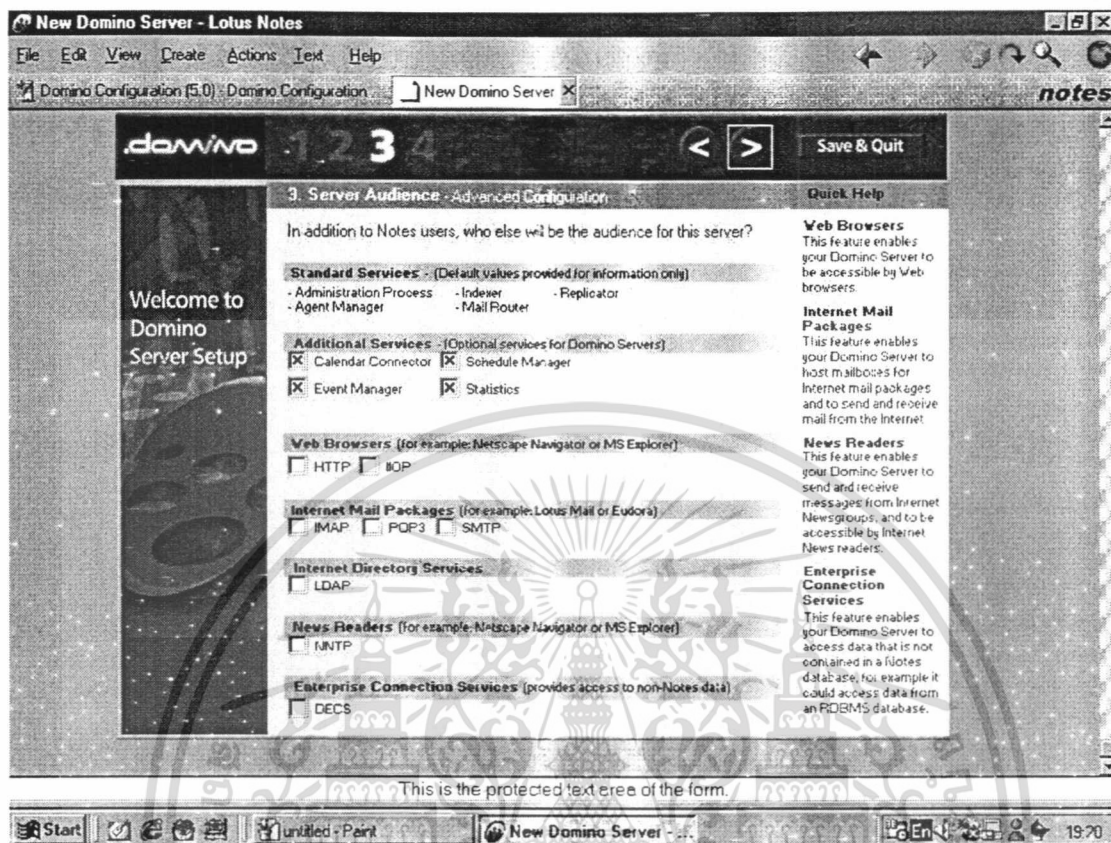 New Domino Server - Lotus Notes
File Edit View Create Actions Text Help
Domino Configuration (5.0) - Domino Configuration ... New Domino Server
notes
domino 1 2 3 4 < > Save & Quit
Welcome to
Domino
Server Setup
3. Server Audience - Advanced Configuration
In addition to Notes users, who else will be the audience for this server?
Standard Services - (Default values provided for information only)
- Administration Process - Indexer - Replicator
- Agent Manager - Mail Router
Additional Services - (Optional services for Domino Servers)
Calendar Connector Schedule Manager
Event Manager Statistics
Web Browsers (for example: Netscape Navigator or MS Explorer)
HTTP IIOP
Internet Mail Packages (for example: Lotus Mail or Eudora)
IMAP POP3 SMTP
Internet Directory Services
LDAP
News Readers (for example: Netscape Navigator or MS Explorer)
NNTP
Enterprise Connection Services (provides access to non-Notes data)
DECS
Quick Help
Web Browsers
This feature enables
your Domino Server to
be accessible by Web
browsers.
Internet Mail
Packages
This feature enables
your Domino Server to
host mailboxes for
Internet mail packages
and to send and receive
mail from the Internet
News Readers
This feature enables
your Domino Server to
send and receive
messages from Internet
Newsgroups, and to be
accessible by Internet
News readers.
Enterprise
Connection
Services
This feature enables
your Domino Server to
access data that is not
contained in a Notes
database, for example it
could access data from
an RDBMS database.
This is the protected text area of the form.
Start untitled - Paint New Domino Server - ... En 19:20